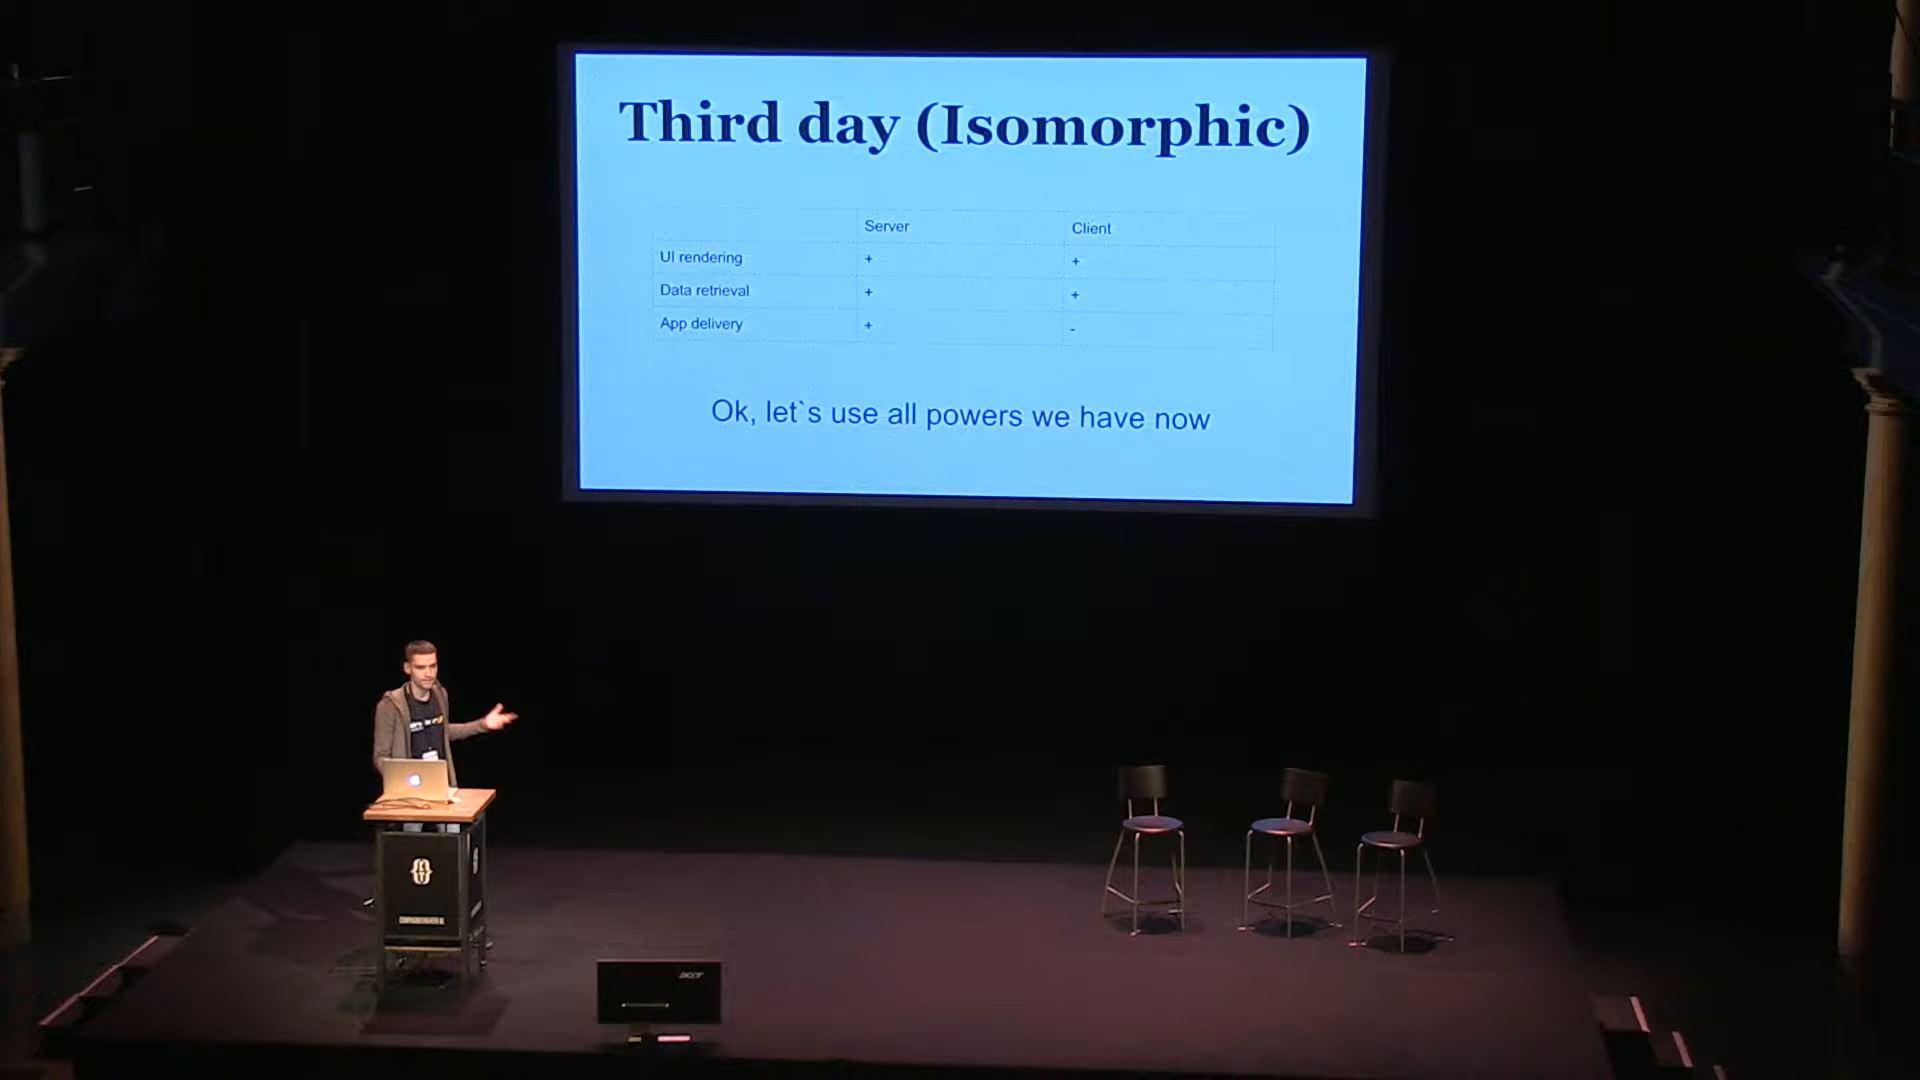 Third day (Isomorphic)
Server Client
UI rendering + +
Data retrieval + +
App delivery + -
Ok, let`s use all powers we have now
acer